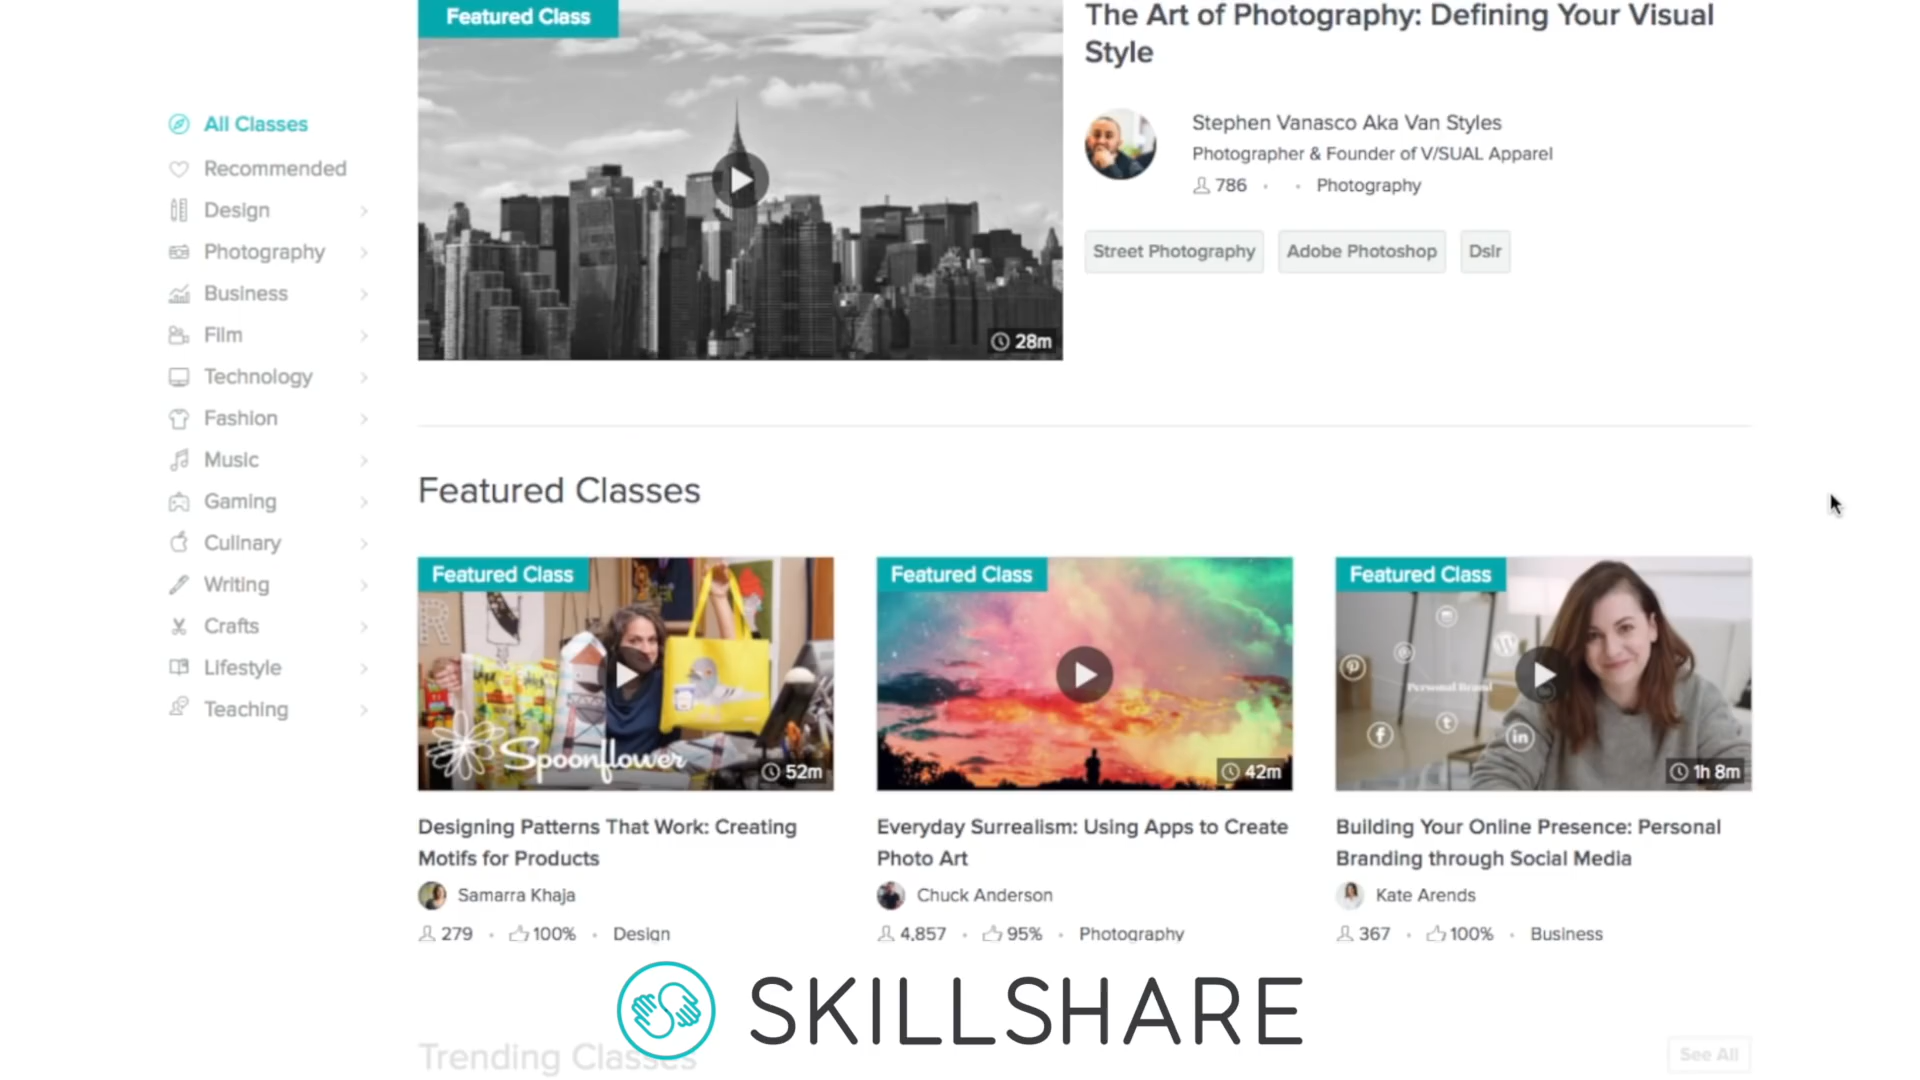 Featured Class
28m
The Art of Photography: Defining Your Visual
Style
Stephen Vanasco Aka Van Styles
Photographer & Founder of V/SUAL Apparel
786 • • Photography
Street Photography
Adobe Photoshop
Dslr
All Classes
Recommended
Design
Photography
Business
Film
Technology
Fashion
Music
Gaming
Culinary
Writing
Crafts
Lifestyle
Teaching
Featured Classes
Featured Class
Spoonflower
52m
Designing Patterns That Work: Creating
Motifs for Products
Samarra Khaja
279 • 100% • Design
Featured Class
42m
Everyday Surrealism: Using Apps to Create
Photo Art
Chuck Anderson
4,857 • 95% • Photography
Featured Class
Personal Brand
1h 8m
Building Your Online Presence: Personal
Branding through Social Media
Kate Arends
367 • 100% • Business
SKILLSHARE
Trending Classes
See All